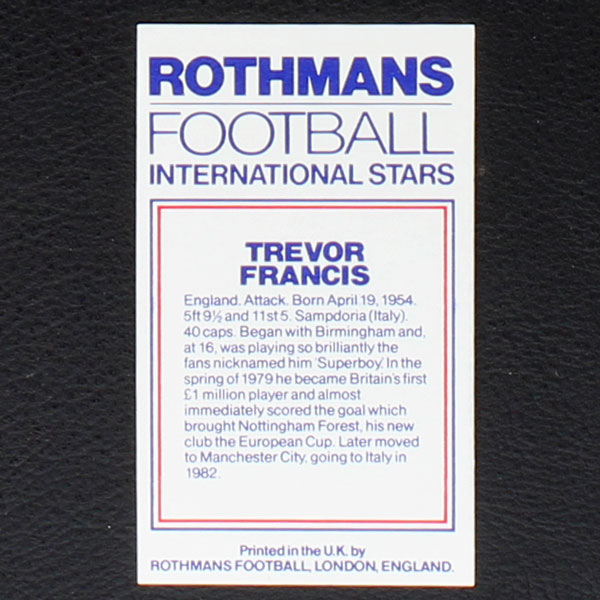 ROTHMANS
FOOTBALL
INTERNATIONAL STARS
TREVOR
FRANCIS
England. Attack. Born April 19, 1954.
5ft 9½ and 11st 5. Sampdoria (Italy).
40 caps. Began with Birmingham and,
at 16, was playing so brilliantly the
fans nicknamed him 'Superboy'. In the
spring of 1979 he became Britain's first
£1 million player and almost
immediately scored the goal which
brought Nottingham Forest, his new
club the European Cup. Later moved
to Manchester City, going to Italy in
1982.
Printed in the U.K. by
ROTHMANS FOOTBALL, LONDON, ENGLAND.